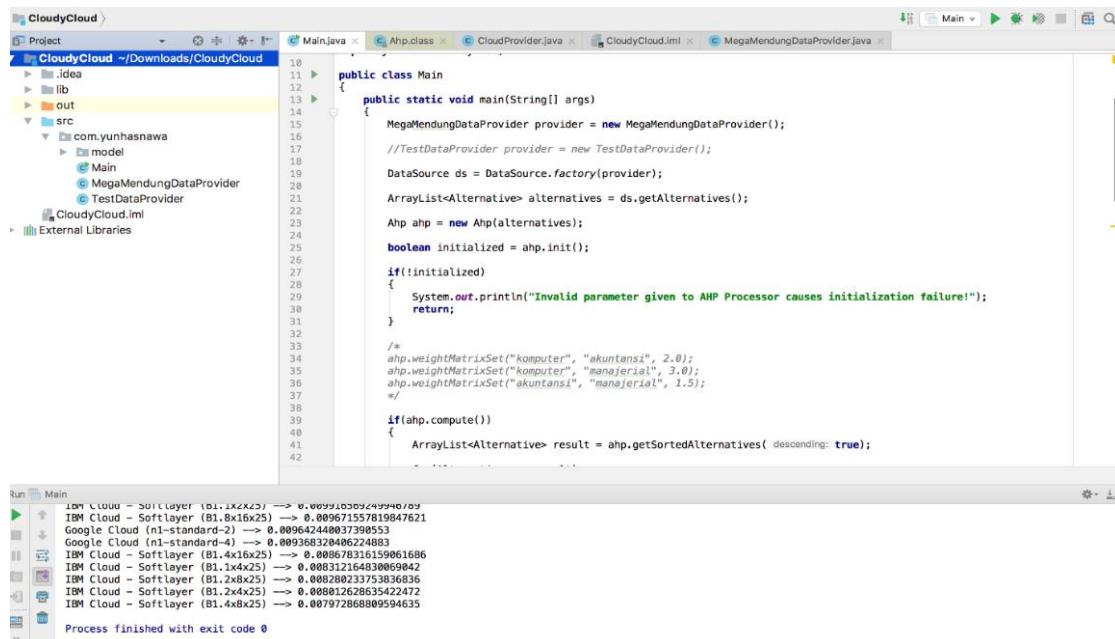 CloudyCloud
Main
Project
Main.java
Ahp.class
CloudProvider.java
CloudyCloud.iml
MegaMendungDataProvider.java
CloudyCloud ~/Downloads/CloudyCloud
.idea
lib
out
src
com.yunhasnawa
model
Main
MegaMendungDataProvider
TestDataProvider
CloudyCloud.iml
External Libraries
10
11 public class Main
12 {
13 public static void main(String[] args)
14 {
15 MegaMendungDataProvider provider = new MegaMendungDataProvider();
16
17 //TestDataProvider provider = new TestDataProvider();
18
19 DataSource ds = DataSource.factory(provider);
20
21 ArrayList<Alternative> alternatives = ds.getAlternatives();
22
23 Ahp ahp = new Ahp(alternatives);
24
25 boolean initialized = ahp.init();
26
27 if(!initialized)
28 {
29 System.out.println("Invalid parameter given to AHP Processor causes initialization failure!");
30 return;
31 }
32
33 /*
34 ahp.weightMatrixSet("komputer", "akuntansi", 2.0);
35 ahp.weightMatrixSet("komputer", "manajerial", 3.0);
36 ahp.weightMatrixSet("akuntansi", "manajerial", 1.5);
37 */
38
39 if(ahp.compute())
40 {
41 ArrayList<Alternative> result = ahp.getSortedAlternatives( descending: true);
42
Run Main
IBM Cloud - Softlayer (B1.1x2x25) --> 0.009916569249946789
IBM Cloud - Softlayer (B1.8x16x25) --> 0.009671557819847621
Google Cloud (n1-standard-2) --> 0.009642440037390553
Google Cloud (n1-standard-4) --> 0.009368320406224883
IBM Cloud - Softlayer (B1.4x16x25) --> 0.008678316159061686
IBM Cloud - Softlayer (B1.1x4x25) --> 0.008312164830069042
IBM Cloud - Softlayer (B1.2x8x25) --> 0.008280233753836836
IBM Cloud - Softlayer (B1.2x4x25) --> 0.008012628635422472
IBM Cloud - Softlayer (B1.4x8x25) --> 0.007972868809594635
Process finished with exit code 0